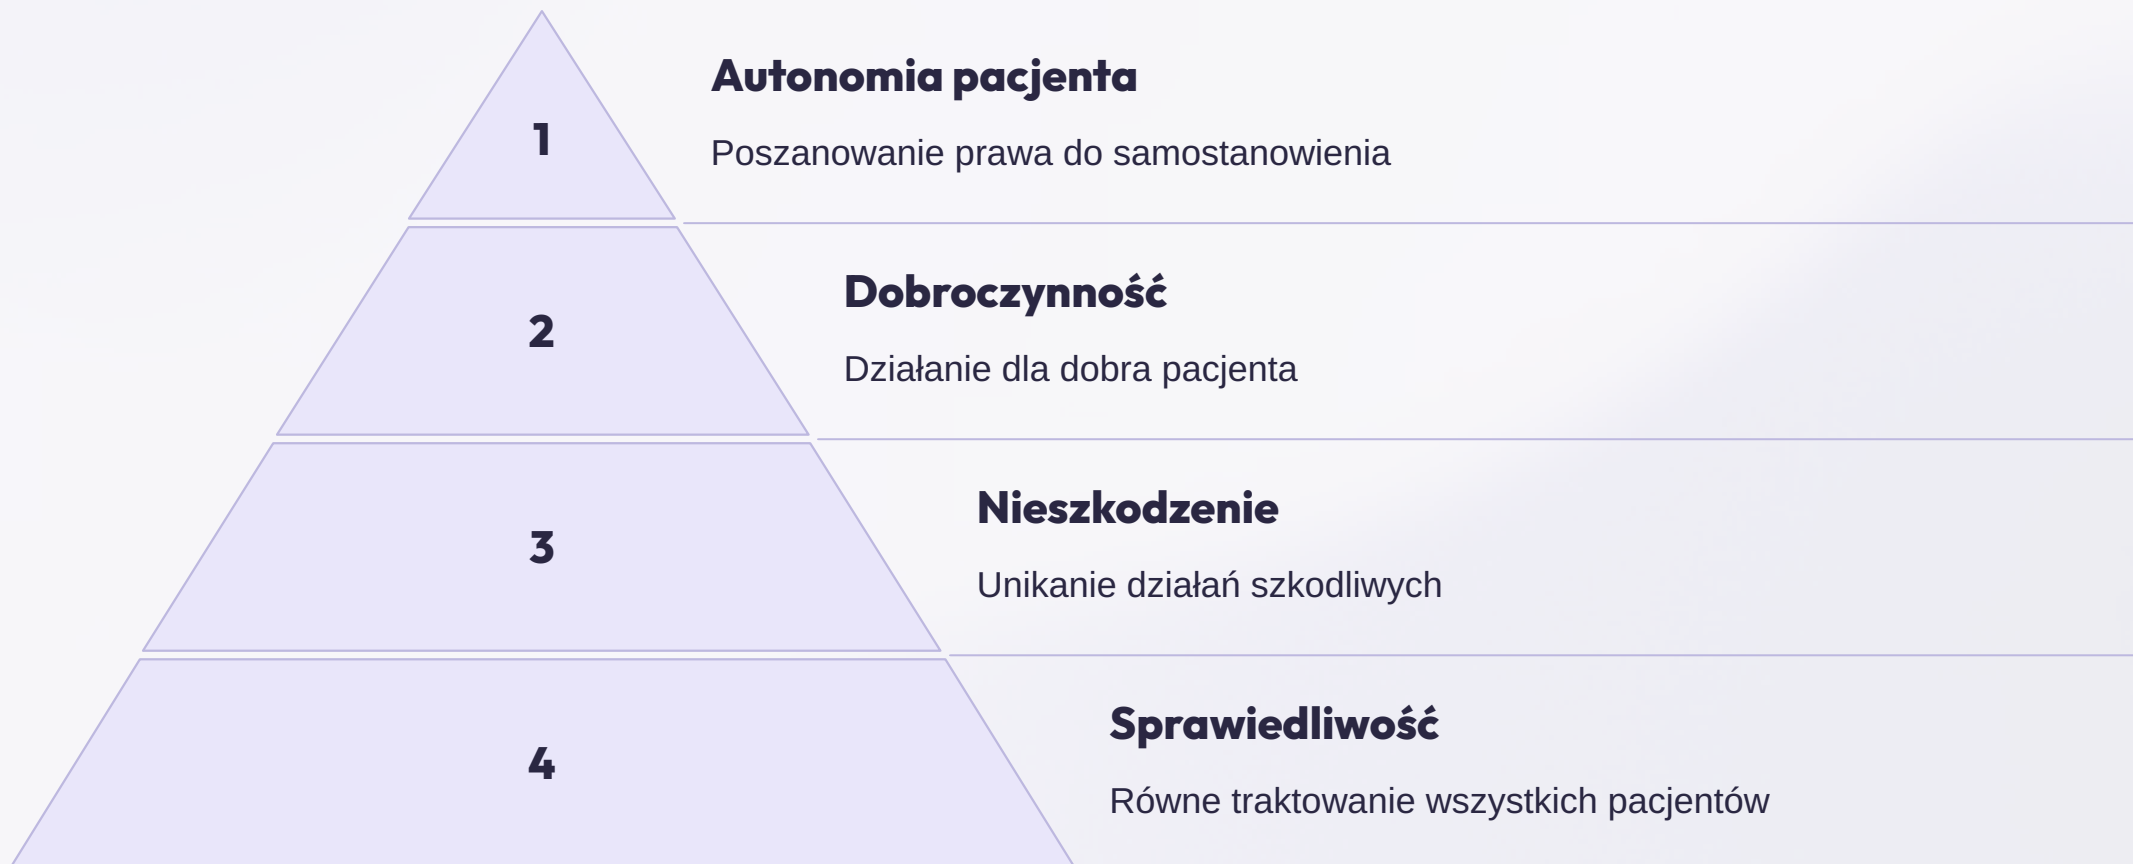 1
Autonomia pacjenta
Poszanowanie prawa do samostanowienia
2
Dobroczynność
Działanie dla dobra pacjenta
3
Nieszkodzenie
Unikanie działań szkodliwych
4
Sprawiedliwość
Równe traktowanie wszystkich pacjentów